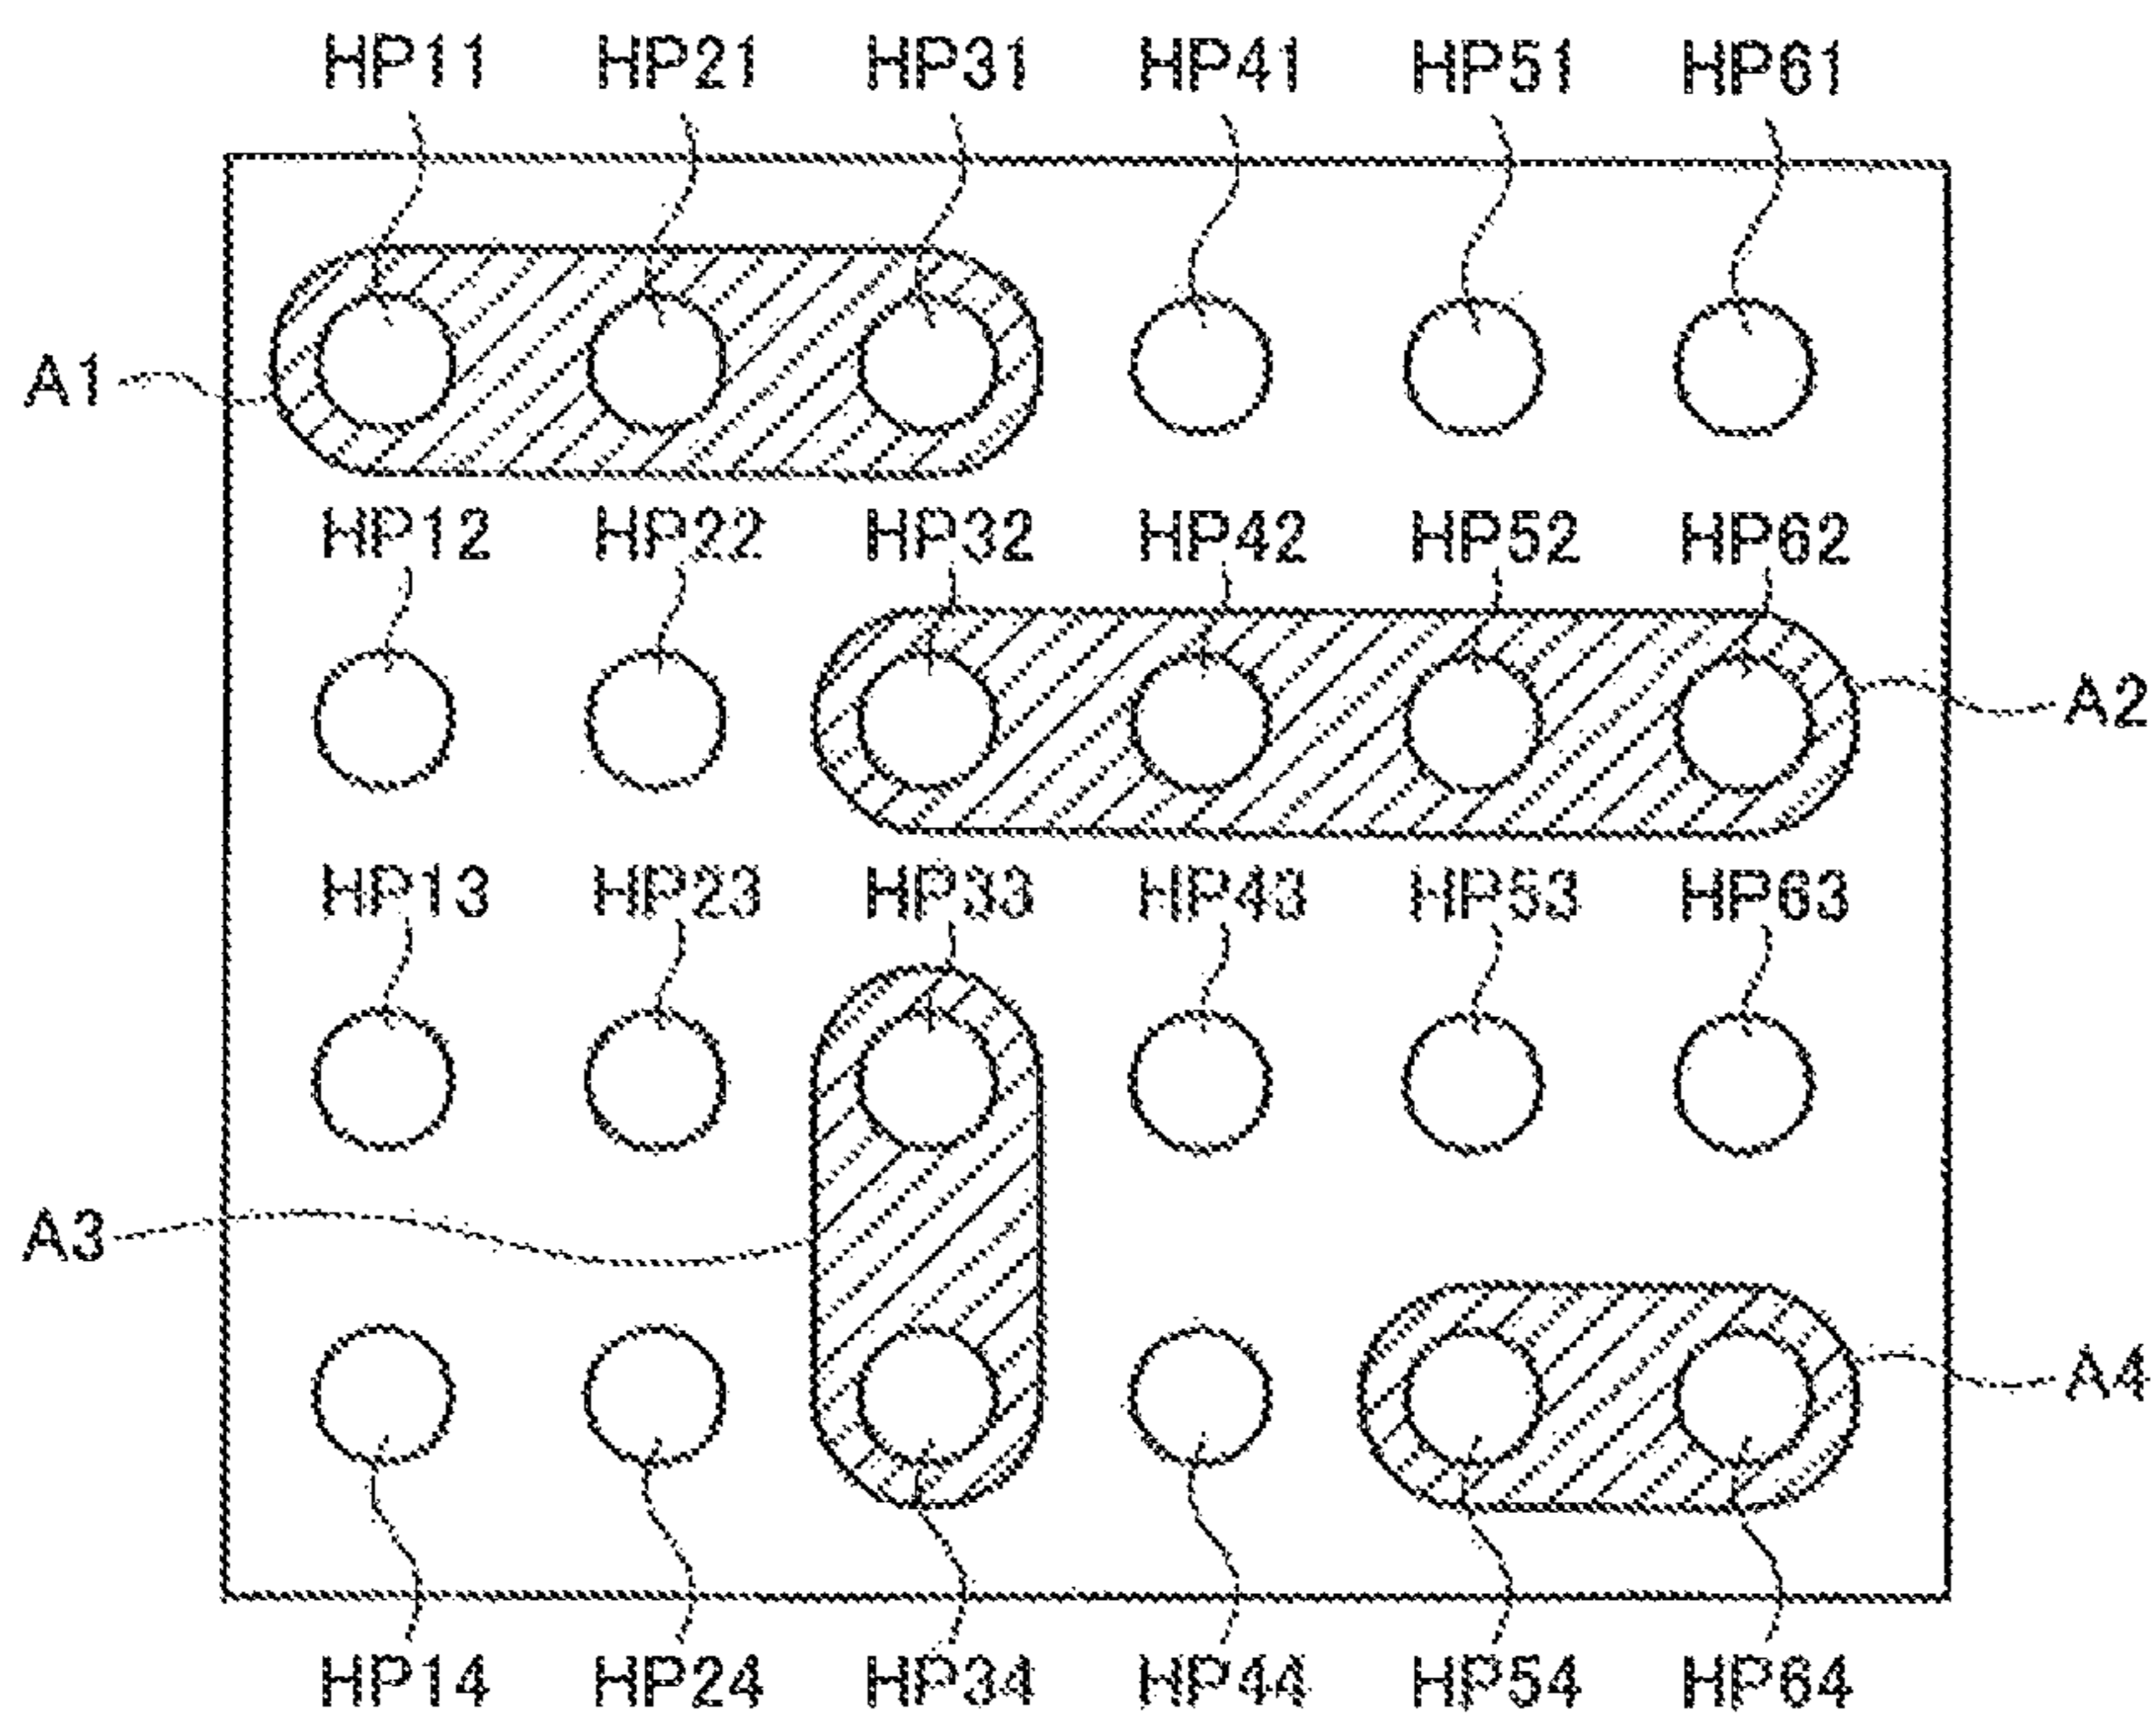 HP11 HP21 HP31 HP41 HP51 HP61
A1
HP12 HP22 HP32 HP42 HP52 HP62
A2
HP13 HP23 HP33 HP43 HP53 HP63
A3
A4
HP14 HP24 HP34 HP44 HP54 HP64